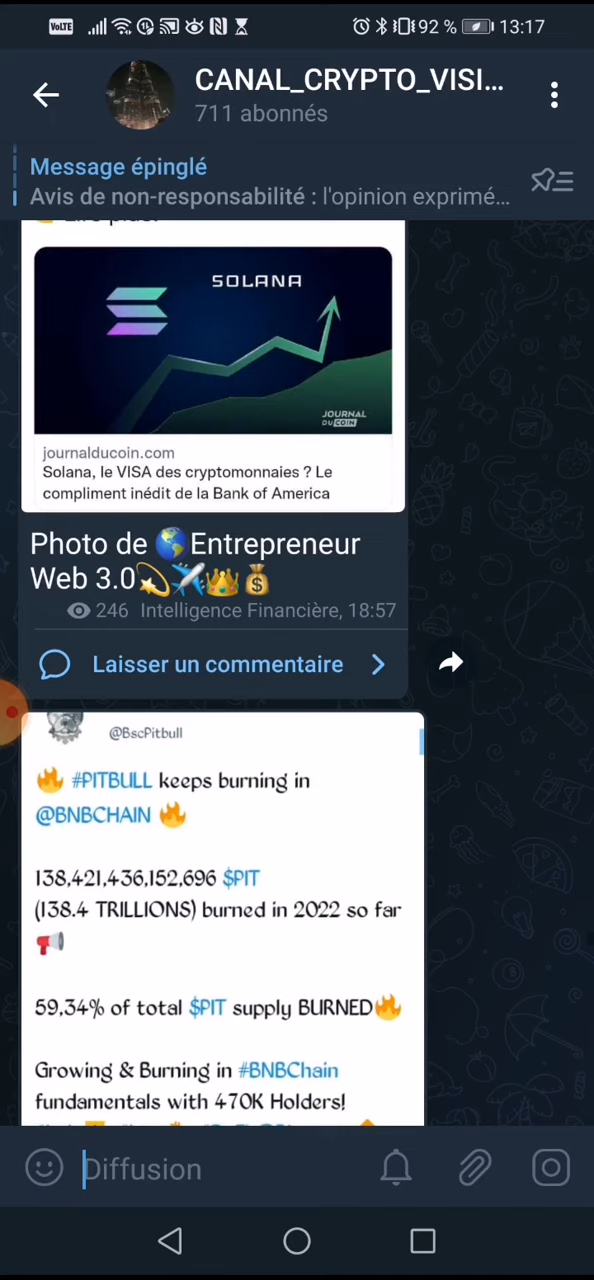 VoLTE 92 % 13:17
CANAL_CRYPTO_VISI...
711 abonnés
Message épinglé
Avis de non-responsabilité : l'opinion exprimé...
SOLANA
JOURNAL
DU COIN
journalducoin.com
Solana, le VISA des cryptomonnaies ? Le
compliment inédit de la Bank of America
Photo de 🌎Entrepreneur
Web 3.0💫✈️👑💰
246 Intelligence Financière, 18:57
Laisser un commentaire
@BscPitbull
🔥 #PITBULL keeps burning in
@BNBCHAIN 🔥
138,421,436,152,696 $PIT
(138.4 TRILLIONS) burned in 2022 so far
📢
59,34% of total $PIT supply BURNED🔥
Growing & Burning in #BNBChain
fundamentals with 470K Holders!
Diffusion